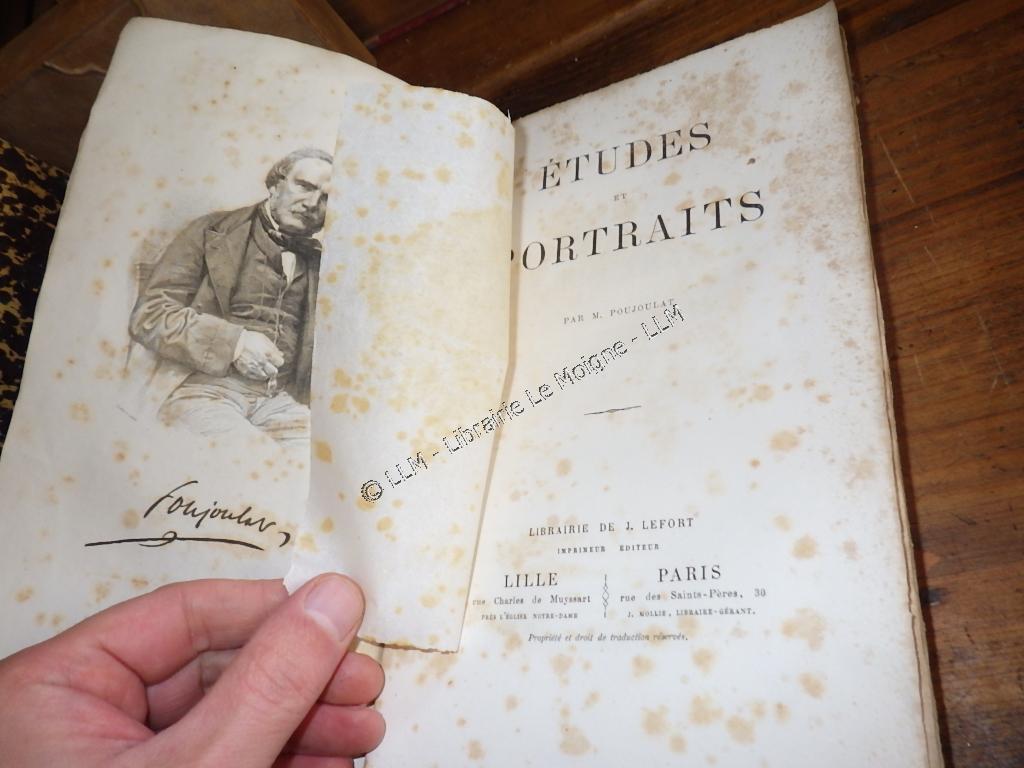 Poujoulat
ÉTUDES
ET
PORTRAITS
PAR M. POUJOULAT
© LLM - Librairie Le Moigne - LLM
LIBRAIRIE DE J. LEFORT
IMPRIMEUR ÉDITEUR
LILLE
rue Charles de Muyssart
PRÈS L'ÉGLISE NOTRE-DAME
PARIS
rue des Saints-Pères, 30
J. MOLLIE, LIBRAIRE-GÉRANT.
Propriété et droit de traduction réservés.